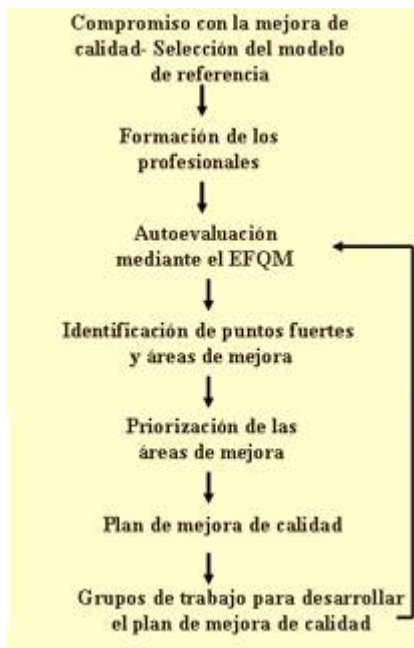 Compromiso con la mejora de
calidad- Selección del modelo
de referencia
Formación de los
profesionales
Autoevaluación
mediante el EFQM
Identificación de puntos fuertes
y áreas de mejora
Priorización de las
áreas de mejora
Plan de mejora de calidad
Grupos de trabajo para desarrollar
el plan de mejora de calidad